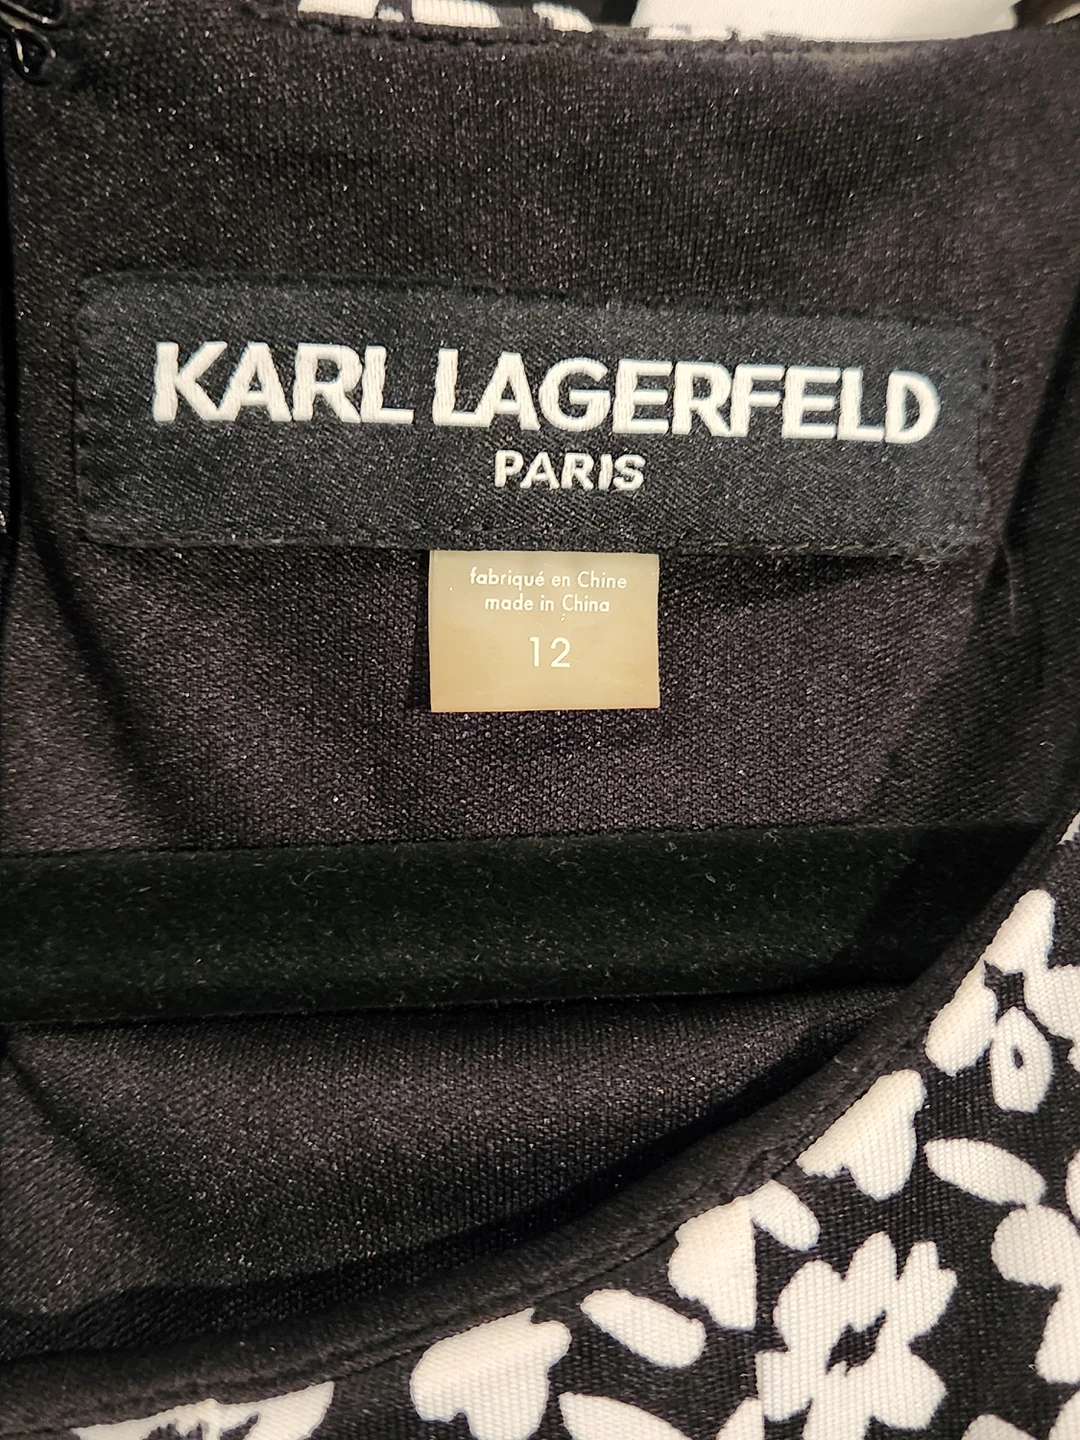 KARL LAGERFELD
PARIS
fabriqué en Chine
made in China
12